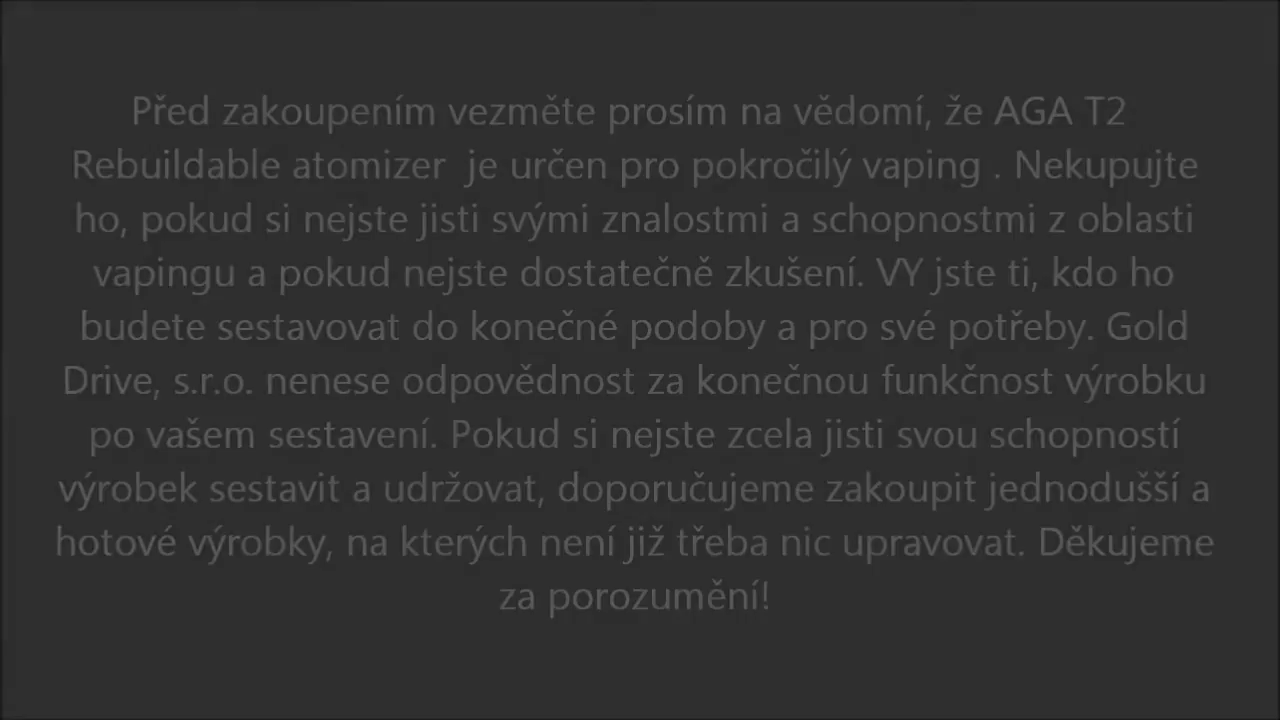 Před zakoupením vezměte prosím na vědomí, že AGA T2
Rebuildable atomizer  je určen pro pokročilý vaping . Nekupujte
ho, pokud si nejste jisti svými znalostmi a schopnostmi z oblasti
vapingu a pokud nejste dostatečně zkušení. VY jste ti, kdo ho
budete sestavovat do konečné podoby a pro své potřeby. Gold
Drive, s.r.o. nenese odpovědnost za konečnou funkčnost výrobku
po vašem sestavení. Pokud si nejste zcela jisti svou schopností
výrobek sestavit a udržovat, doporučujeme zakoupit jednodušší a
hotové výrobky, na kterých není již třeba nic upravovat. Děkujeme
za porozumění!